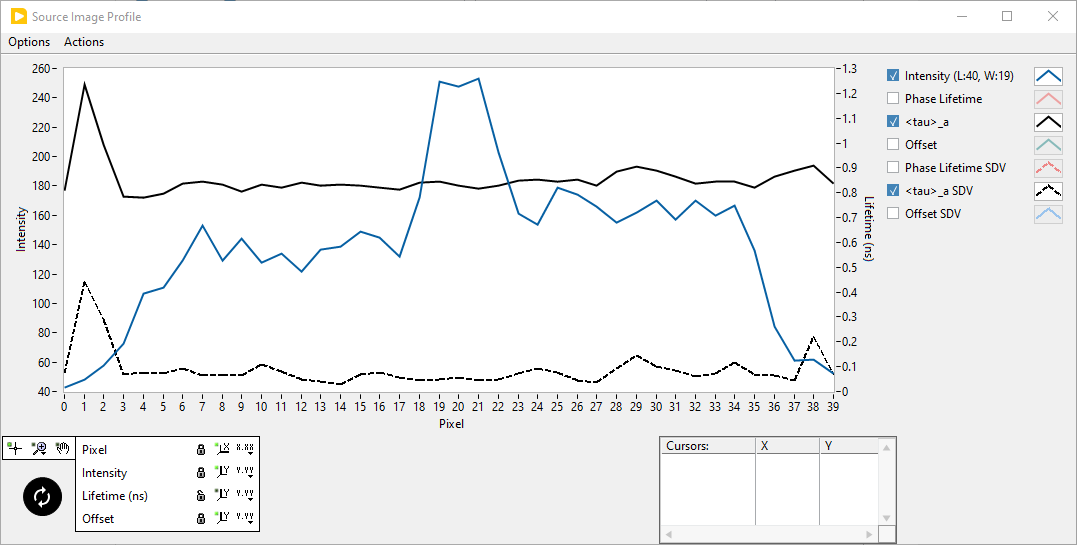 Source Image Profile
Options Actions
260
240
220
200
180
160
140
120
100
80
60
40
Intensity
1.3
1.2
1.1
1
0.9
0.8
0.7
0.6
0.5
0.4
0.3
0.2
0.1
0
Lifetime (ns)
0 1 2 3 4 5 6 7 8 9 10 11 12 13 14 15 16 17 18 19 20 21 22 23 24 25 26 27 28 29 30 31 32 33 34 35 36 37 38 39
Pixel
Intensity (L:40, W:19)
Phase Lifetime
<tau>_a
Offset
Phase Lifetime SDV
<tau>_a SDV
Offset SDV
Pixel X X.XX
Intensity Y Y.YY
Lifetime (ns) Y Y.YY
Offset Y Y.YY
Cursors: X Y